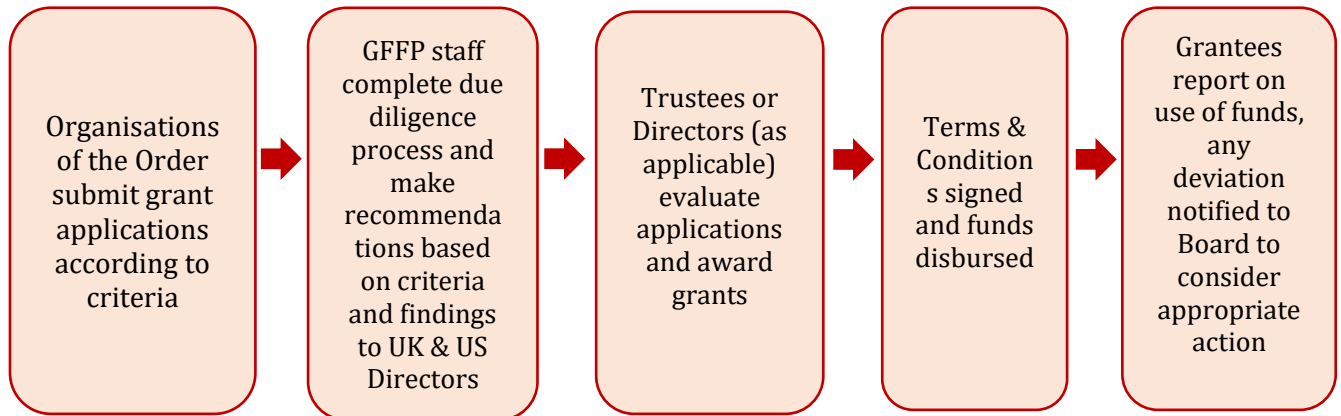 Organisations
of the Order
submit grant
applications
according to
criteria
GFFP staff
complete due
diligence
process and
make
recommenda
tions based
on criteria
and findings
to UK & US
Directors
Trustees or
Directors (as
applicable)
evaluate
applications
and award
grants
Terms &
Condition
s signed
and funds
disbursed
Grantees
report on
use of funds,
any
deviation
notified to
Board to
consider
appropriate
action